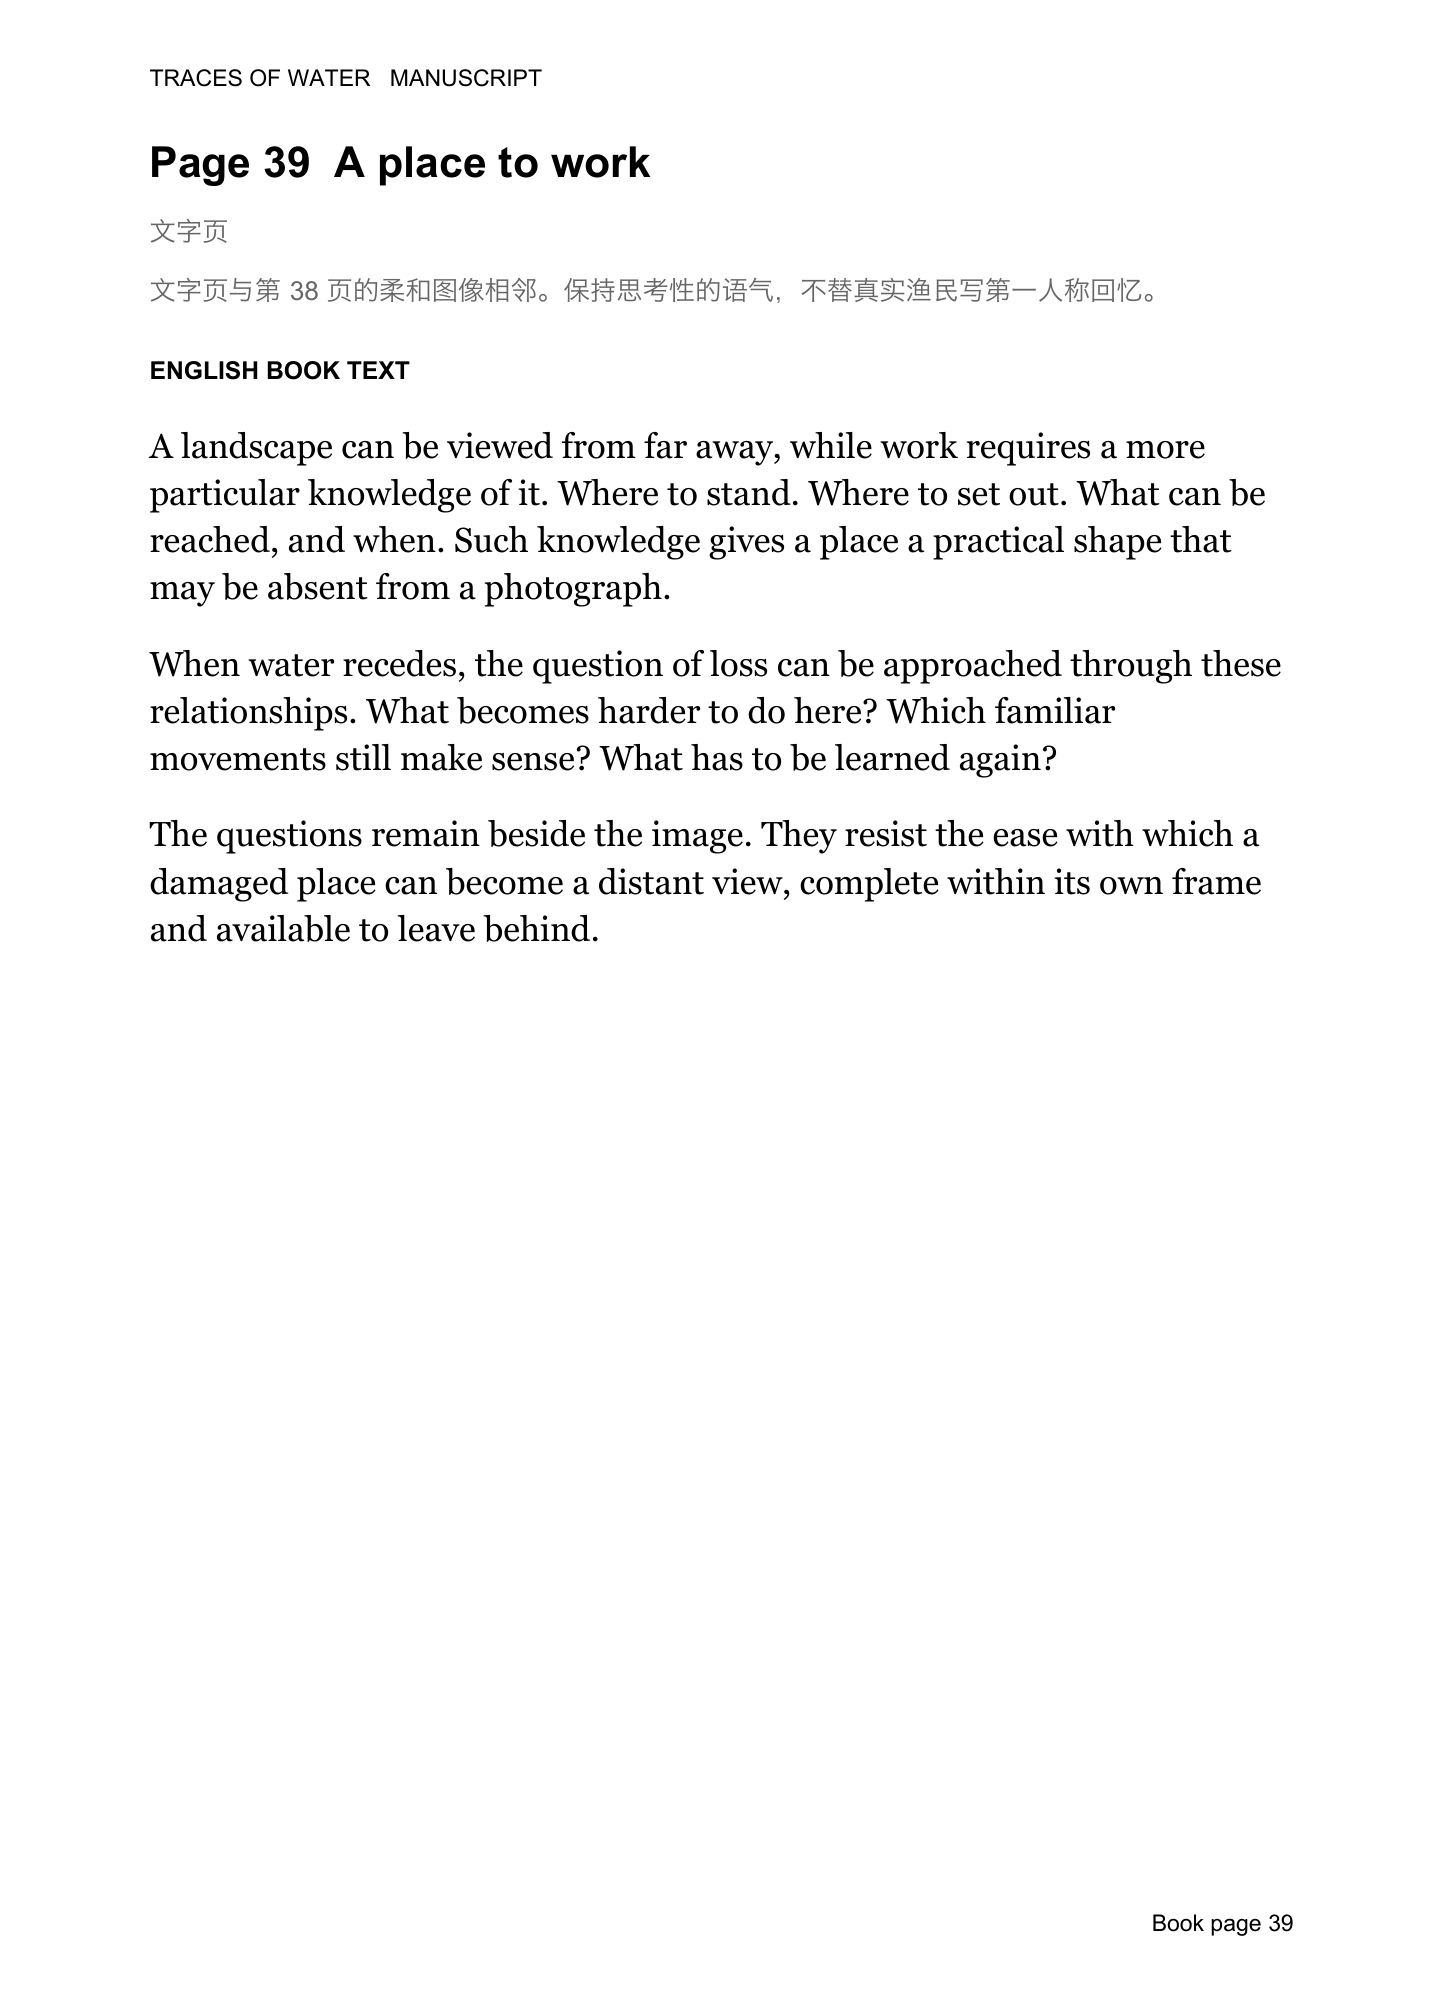 TRACES OF WATER   MANUSCRIPT
Page 39  A place to work
文字页
文字页与第 38 页的柔和图像相邻。保持思考性的语气，不替真实渔民写第一人称回忆。
ENGLISH BOOK TEXT
A landscape can be viewed from far away, while work requires a more
particular knowledge of it. Where to stand. Where to set out. What can be
reached, and when. Such knowledge gives a place a practical shape that
may be absent from a photograph.
When water recedes, the question of loss can be approached through these
relationships. What becomes harder to do here? Which familiar
movements still make sense? What has to be learned again?
The questions remain beside the image. They resist the ease with which a
damaged place can become a distant view, complete within its own frame
and available to leave behind.
Book page 39